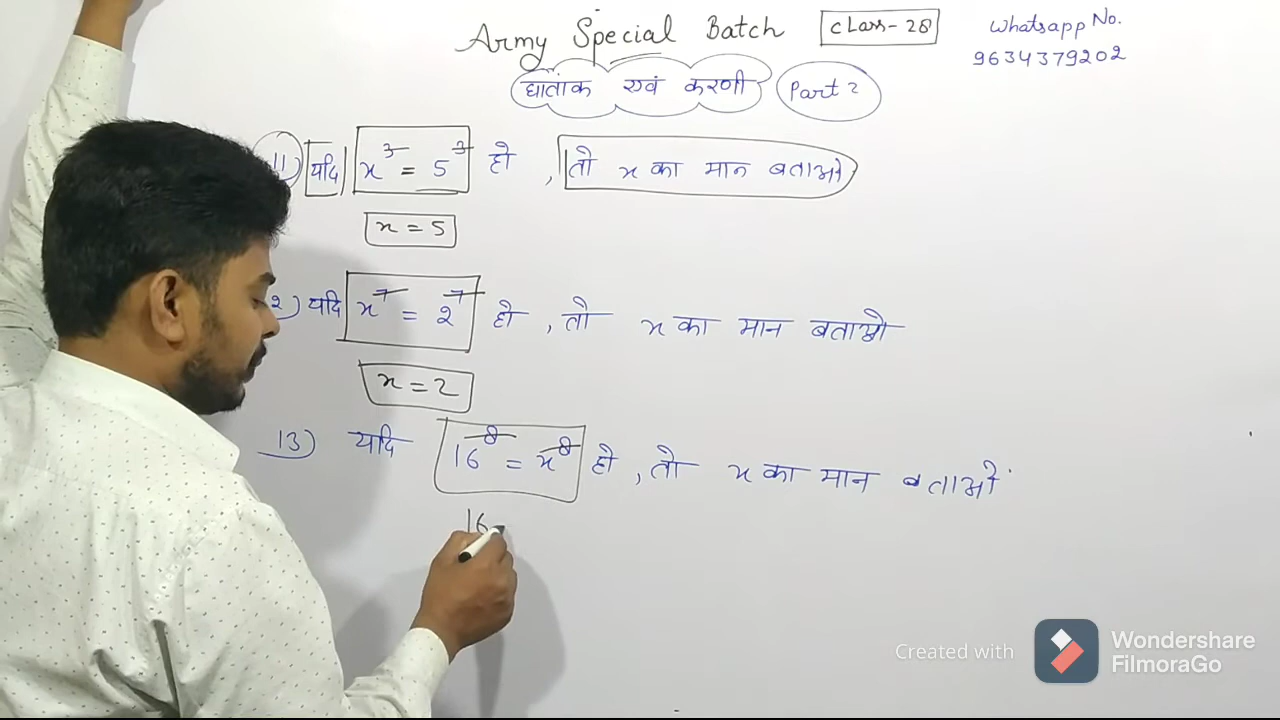 Army Special Batch class-28 Whatsapp No.
9634379202
घातांक एवं करणी Part 2
11) यदि x³ = 5³ हो , तो x का मान बताओ
x = 5
2) यदि x⁷ = 2⁷ हो , तो x का मान बताओ
x = 2
13) यदि 16⁸ = x⁸ हो , तो x का मान बताओं
16
Created with Wondershare FilmoraGo